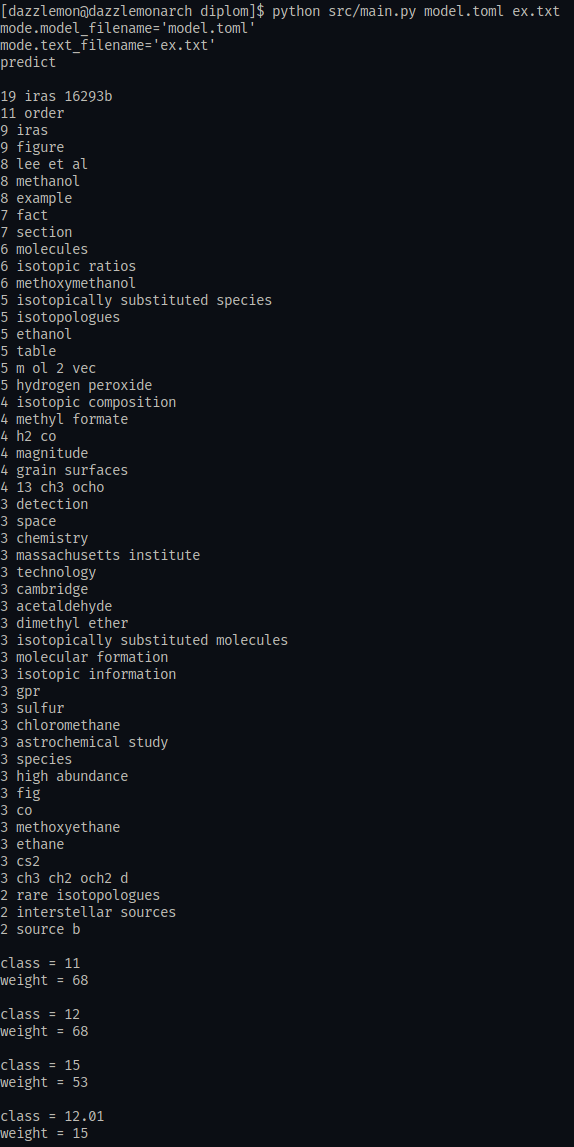 [dazzlemon@dazzlemonarch diplom]$ python src/main.py model.toml ex.txt
mode.model_filename='model.toml'
mode.text_filename='ex.txt'
predict

19 iras 16293b
11 order
9 iras
9 figure
8 lee et al
8 methanol
8 example
7 fact
7 section
6 molecules
6 isotopic ratios
6 methoxymethanol
5 isotopically substituted species
5 isotopologues
5 ethanol
5 table
5 m ol 2 vec
5 hydrogen peroxide
4 isotopic composition
4 methyl formate
4 h2 co
4 magnitude
4 grain surfaces
4 13 ch3 ocho
3 detection
3 space
3 chemistry
3 massachusetts institute
3 technology
3 cambridge
3 acetaldehyde
3 dimethyl ether
3 isotopically substituted molecules
3 molecular formation
3 isotopic information
3 gpr
3 sulfur
3 chloromethane
3 astrochemical study
3 species
3 high abundance
3 fig
3 co
3 methoxyethane
3 ethane
3 cs2
3 ch3 ch2 och2 d
2 rare isotopologues
2 interstellar sources
2 source b

class = 11
weight = 68

class = 12
weight = 68

class = 15
weight = 53

class = 12.01
weight = 15